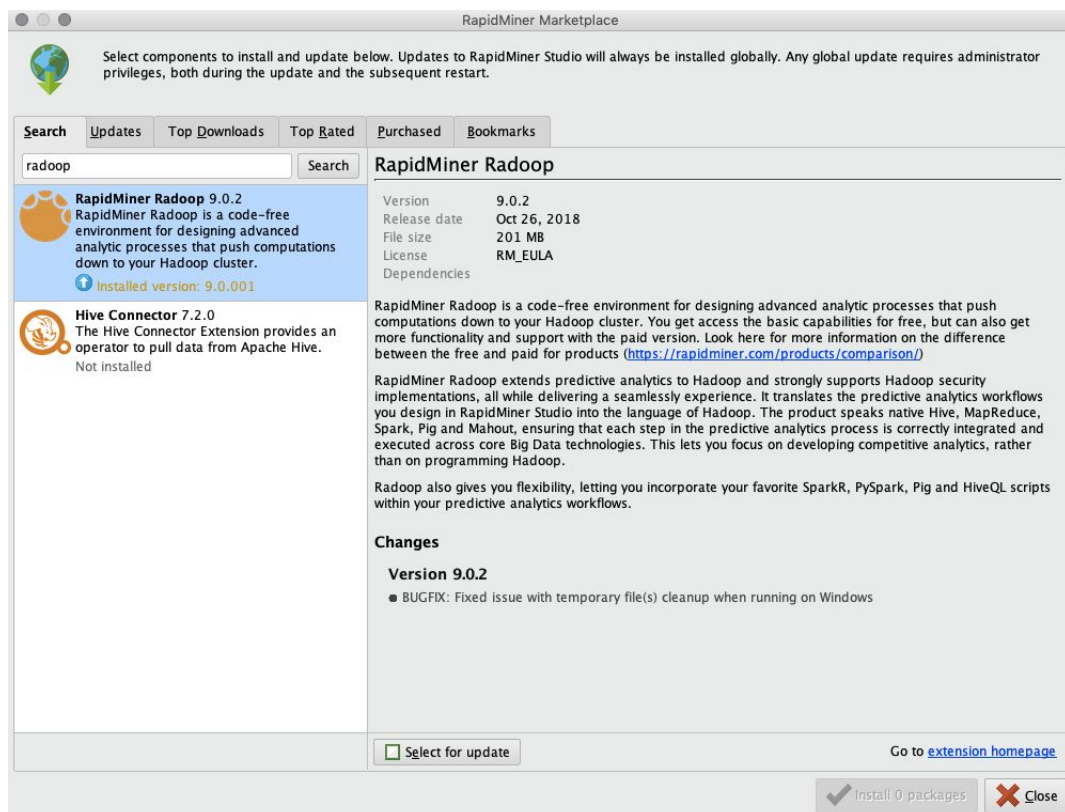 RapidMiner Marketplace
Select components to install and update below. Updates to RapidMiner Studio will always be installed globally. Any global update requires administrator
privileges, both during the update and the subsequent restart.
Search Updates Top Downloads Top Rated Purchased Bookmarks
radoop Search
RapidMiner Radoop 9.0.2
RapidMiner Radoop is a code-free
environment for designing advanced
analytic processes that push computations
down to your Hadoop cluster.
Installed version: 9.0.001
Hive Connector 7.2.0
The Hive Connector Extension provides an
operator to pull data from Apache Hive.
Not installed
RapidMiner Radoop
Version 9.0.2
Release date Oct 26, 2018
File size 201 MB
License RM_EULA
Dependencies
RapidMiner Radoop is a code-free environment for designing advanced analytic processes that push
computations down to your Hadoop cluster. You get access the basic capabilities for free, but can also get
more functionality and support with the paid version. Look here for more information on the difference
between the free and paid for products (https://rapidminer.com/products/comparison/)
RapidMiner Radoop extends predictive analytics to Hadoop and strongly supports Hadoop security
implementations, all while delivering a seamlessly experience. It translates the predictive analytics workflows
you design in RapidMiner Studio into the language of Hadoop. The product speaks native Hive, MapReduce,
Spark, Pig and Mahout, ensuring that each step in the predictive analytics process is correctly integrated and
executed across core Big Data technologies. This lets you focus on developing competitive analytics, rather
than on programming Hadoop.
Radoop also gives you flexibility, letting you incorporate your favorite SparkR, PySpark, Pig and HiveQL scripts
within your predictive analytics workflows.
Changes
Version 9.0.2
BUGFIX: Fixed issue with temporary file(s) cleanup when running on Windows
Select for update
Go to extension homepage
Install 0 packages
Close